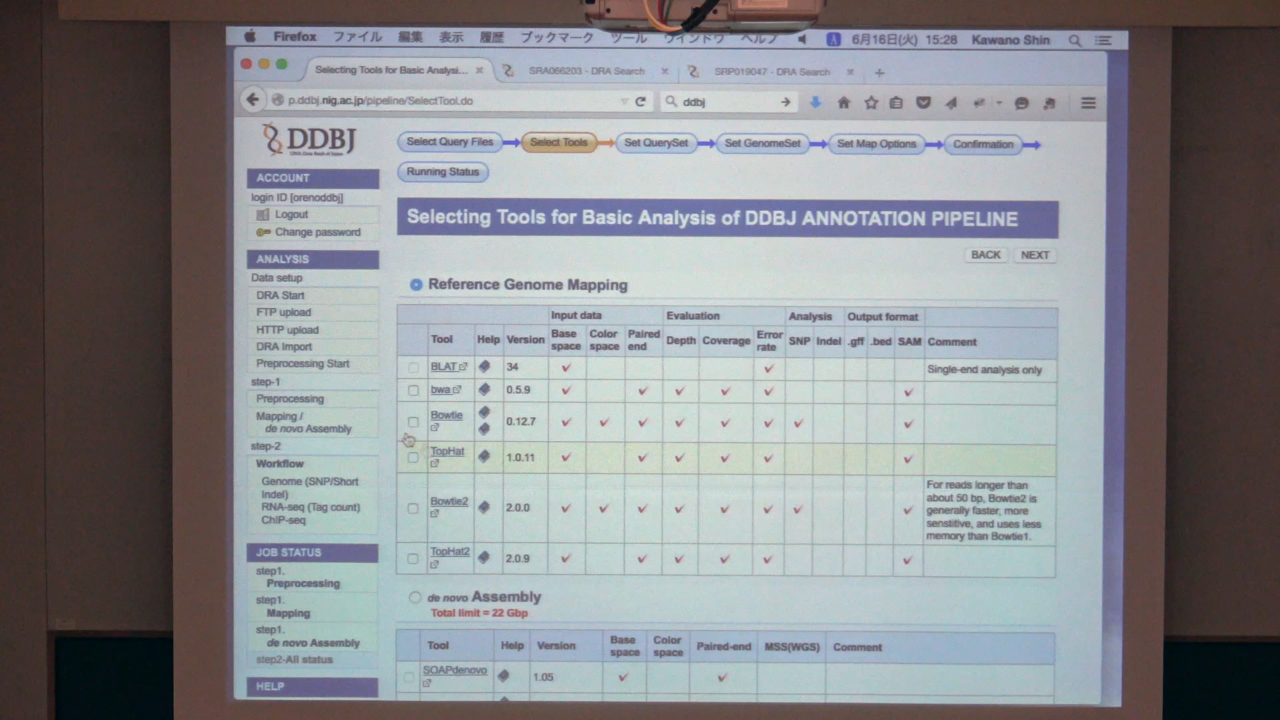 Firefox ファイル 編集 表示 履歴 ブックマーク ツール ウインドウ ヘルプ 6月16日(火) 15:28 Kawano Shin
Selecting Tools for Basic Analysi... SRA066203 - DRA Search SRP019047 - DRA Search
p.ddbj.nig.ac.jp/pipeline/SelectTool.do ddbj
DDBJ
DNA Data Bank of Japan
Select Query Files Select Tools Set QuerySet Set GenomeSet Set Map Options Confirmation
Running Status
ACCOUNT
login ID [orenoddbj]
Logout
Change password
ANALYSIS
Data setup
DRA Start
FTP upload
HTTP upload
DRA Import
Preprocessing Start
step-1
Preprocessing
Mapping /
de novo Assembly
step-2
Workflow
Genome (SNP/Short
Indel)
RNA-seq (Tag count)
ChIP-seq
JOB STATUS
step1.
Preprocessing
step1.
Mapping
step1.
de novo Assembly
step2-All status
HELP
Selecting Tools for Basic Analysis of DDBJ ANNOTATION PIPELINE
BACK NEXT
Reference Genome Mapping
Input data Evaluation Analysis Output format
Tool Help Version Base space Color space Paired end Depth Coverage Error rate SNP Indel .gff .bed SAM Comment
BLAT 34 Single-end analysis only
bwa 0.5.9
Bowtie 0.12.7
TopHat 1.0.11
Bowtie2 2.0.0
For reads longer than
about 50 bp, Bowtie2 is
generally faster, more
senstitive, and uses less
memory than Bowtie1.
TopHat2 2.0.9
de novo Assembly
Total limit = 22 Gbp
Tool Help Version Base space Color space Paired-end MSS(WGS) Comment
SOAPdenovo 1.05